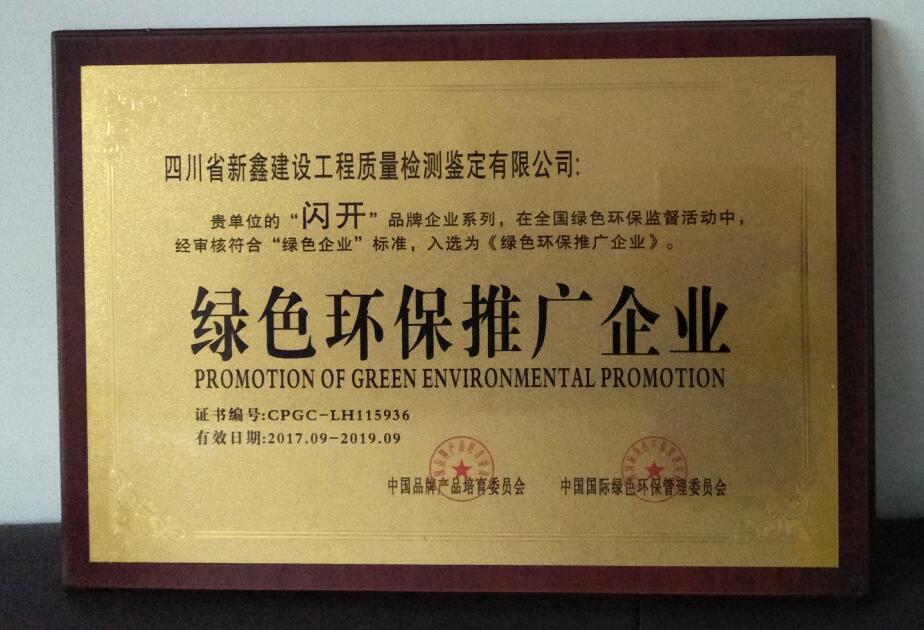 四川省新鑫建设工程质量检测鉴定有限公司:
贵单位的“闪开”品牌企业系列，在全国绿色环保监督活动中，
经审核符合“绿色企业”标准，入选为《绿色环保推广企业》。
绿色环保推广企业
PROMOTION OF GREEN ENVIRONMENTAL PROMOTION
证书编号:CPGC-LH115936
有效日期:2017.09-2019.09
中国品牌产品培育委员会 中国国际绿色环保管理委员会